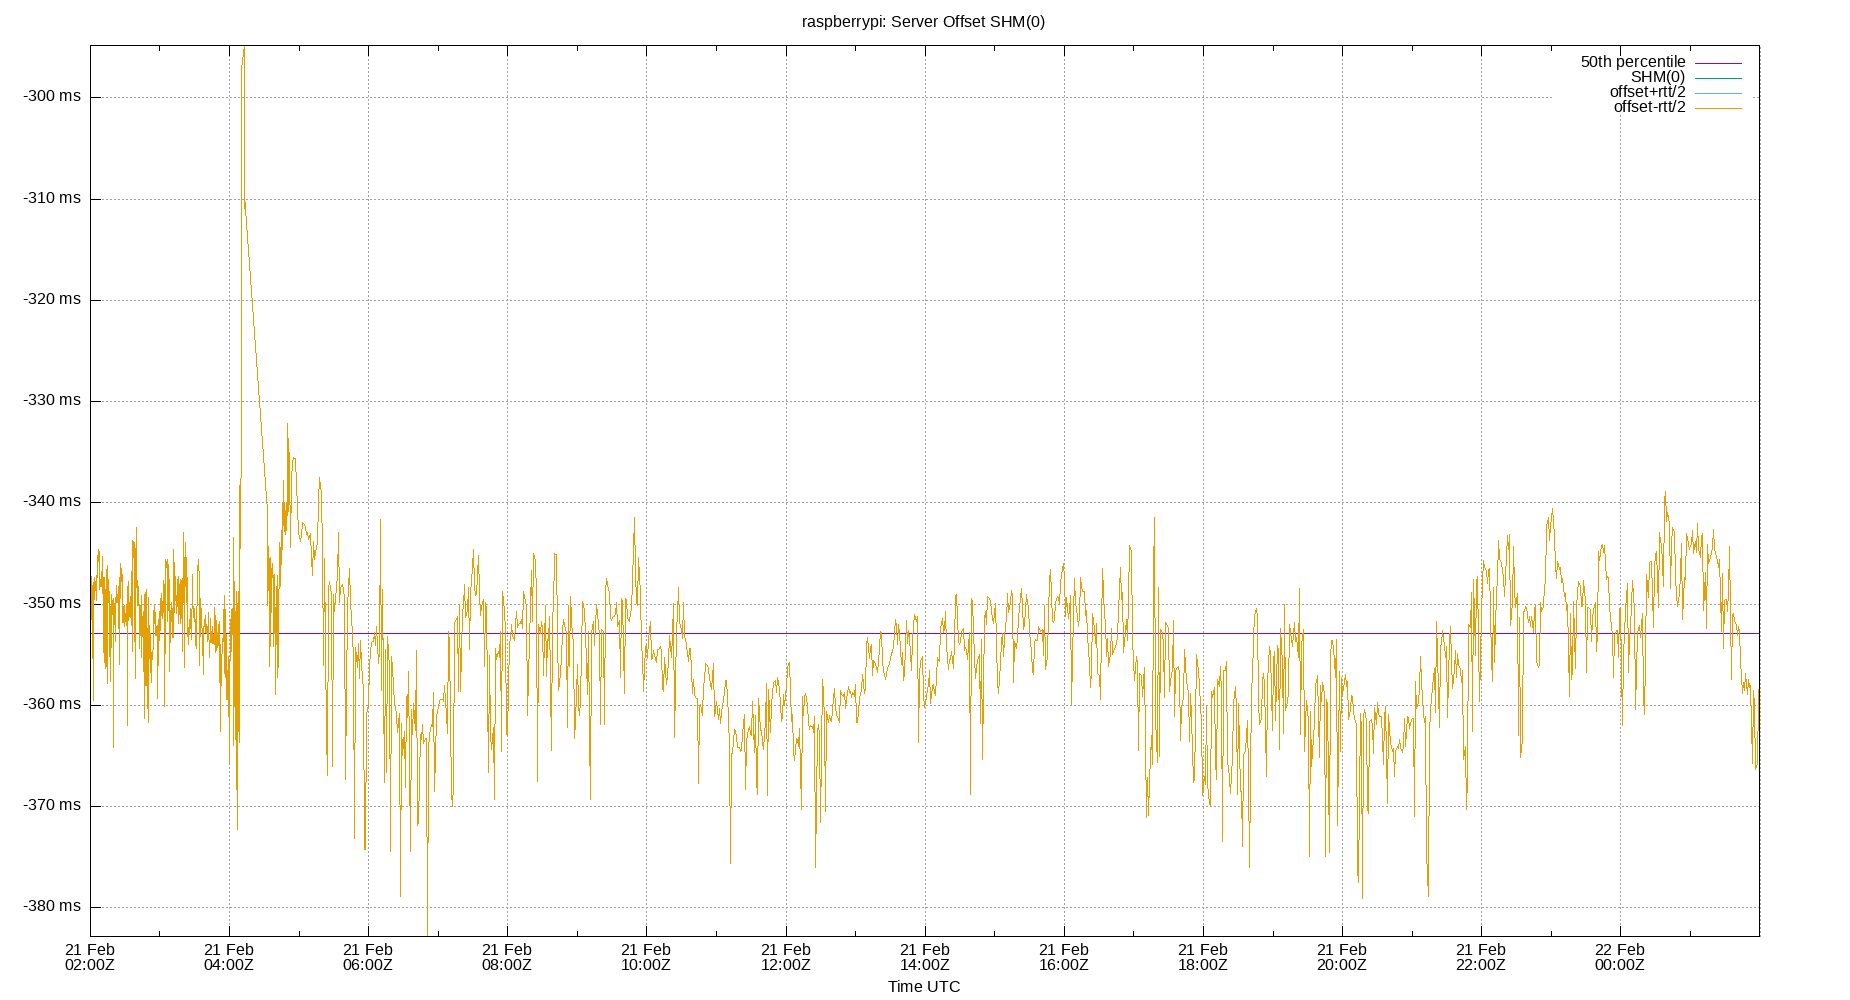 raspberrypi: Server Offset SHM(0)
50th percentile
SHM(0)
offset+rtt/2
offset-rtt/2
-300 ms
-310 ms
-320 ms
-330 ms
-340 ms
-350 ms
-360 ms
-370 ms
-380 ms
21 Feb 21 Feb 21 Feb 21 Feb 21 Feb 21 Feb 21 Feb 21 Feb 21 Feb 21 Feb 21 Feb 22 Feb
02:00Z 04:00Z 06:00Z 08:00Z 10:00Z 12:00Z 14:00Z 16:00Z 18:00Z 20:00Z 22:00Z 00:00Z
Time UTC